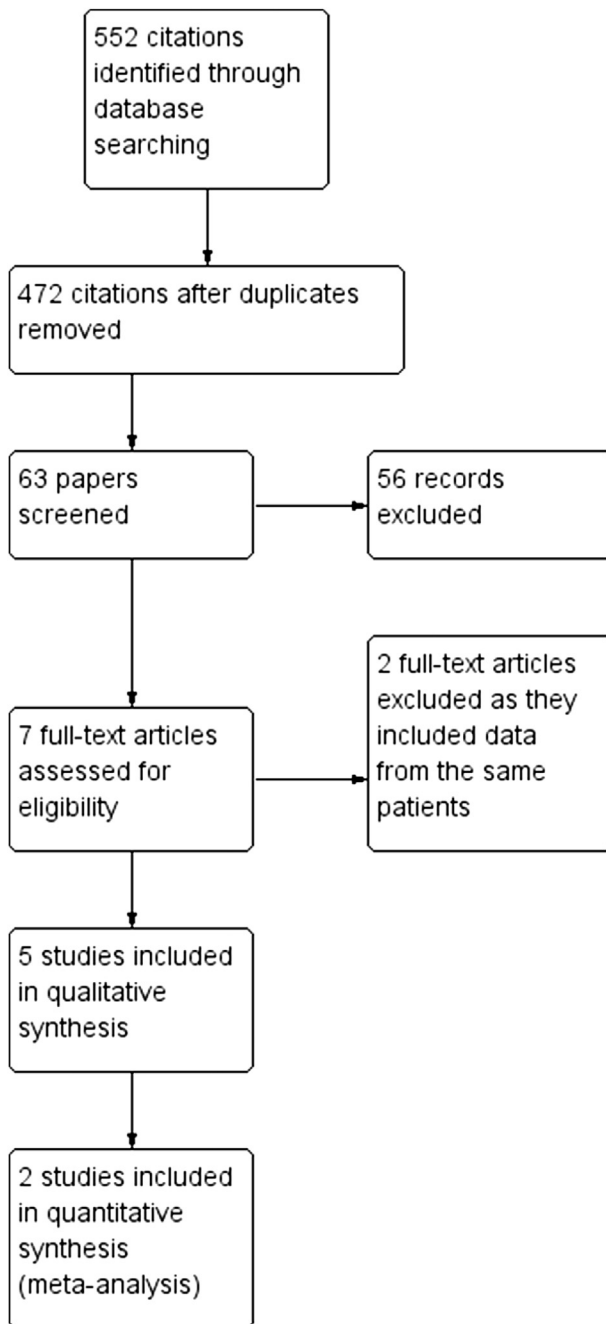 552 citations
identified through
database
searching
472 citations after duplicates
removed
63 papers
screened
56 records
excluded
2 full-text articles
excluded as they
included data
from the same
patients
7 full-text articles
assessed for
eligibility
5 studies included
in qualitative
synthesis
2 studies included
in quantitative
synthesis
(meta-analysis)